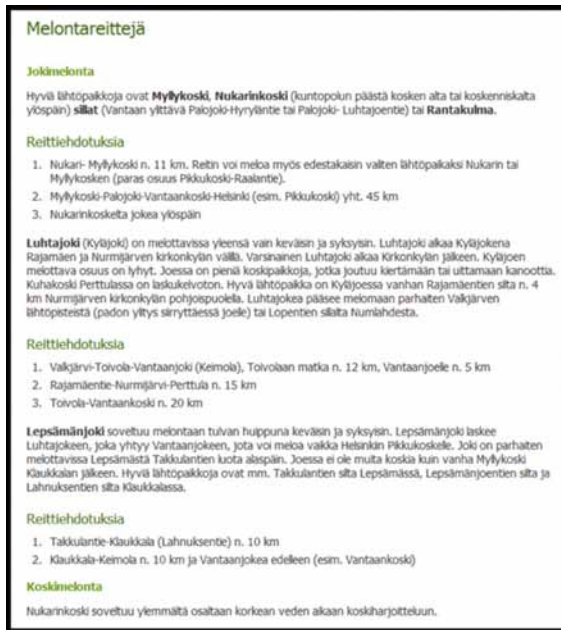 Melontareittejä
Jokimelonta
Hyviä lähtöpaikkoja ovat Myllykoski, Nukarinkoski (kuntopolun päästä kosken alta tai koskenniskalta
ylöspäin) sillat (Vantaan ylittävä Palojoki-Hyryläntie tai Palojoki- Luhtajoentie) tai Rantakulma.
Reittiehdotuksia
1. Nukari- Myllykoski n. 11 km. Reitin voi meloa myös edestakaisin valiten lähtöpaikaksi Nukarin tai
Myllykosken (paras osuus Pikkukoski-Raalantie).
2. Myllykoski-Palojoki-Vantaankoski-Helsinki (esim. Pikkukoski) yht. 45 km
3. Nukarinkoskelta jokea ylöspäin
Luhtajoki (Kyläjoki) on melottavissa yleensä vain keväisin ja syksyisin. Luhtajoki alkaa Kyläjokena
Rajamäen ja Nurmijärven kirkonkylän väliltä. Varsinainen Luhtajoki alkaa Kirkonkylän jälkeen. Kyläjoen
melottava osuus on lyhyt. Joessa on pieniä koskipaikkoja, jotka joutuu kiertämään tai uittamaan kanoottia.
Kuhakoski Perttulassa on laskukelvoton. Hyvä lähtöpaikka on Kyläjoessa vanhan Rajamäentien silta n. 4
km Nurmijärven kirkonkylän pohjoispuolella. Luhtajokea pääsee melomaan parhaiten Valkjärven
lähtöpisteistä (padon ylitys siirryttäessä joelle) tai Lopentien sillalta Numlahdesta.
Reittiehdotuksia
1. Valkjärvi-Toivola-Vantaanjoki (Keimola), Toivolaan matka n. 12 km, Vantaanjoelle n. 5 km
2. Rajamäentie-Nurmijärvi-Perttula n. 15 km
3. Toivola-Vantaankoski n. 20 km
Lepsämänjoki soveltuu melontaan tulvan huippuna keväisin ja syksyisin. Lepsämänjoki laskee
Luhtajokeen, joka yhtyy Vantaanjokeen, jota voi meloa vaikka Helsinkin Pikkukoskelle. Joki on parhaiten
melottavissa Lepsämästä Takkulantien luota alaspäin. Joessa ei ole muita koskia kuin vanha Myllykoski
Klaukkalan jälkeen. Hyviä lähtöpaikkoja ovat mm. Takkulantien silta Lepsämässä, Lepsämänjoentien silta ja
Lahnuksentien silta Klaukkalassa.
Reittiehdotuksia
1. Takkulantie-Klaukkala (Lahnuksentie) n. 10 km
2. Klaukkala-Keimola n. 10 km ja Vantaanjokea edelleen (esim. Vantaankoski)
Koskimelonta
Nukarinkoski soveltuu ylemmältä osaltaan korkean veden aikaan koskiharjoitteluun.